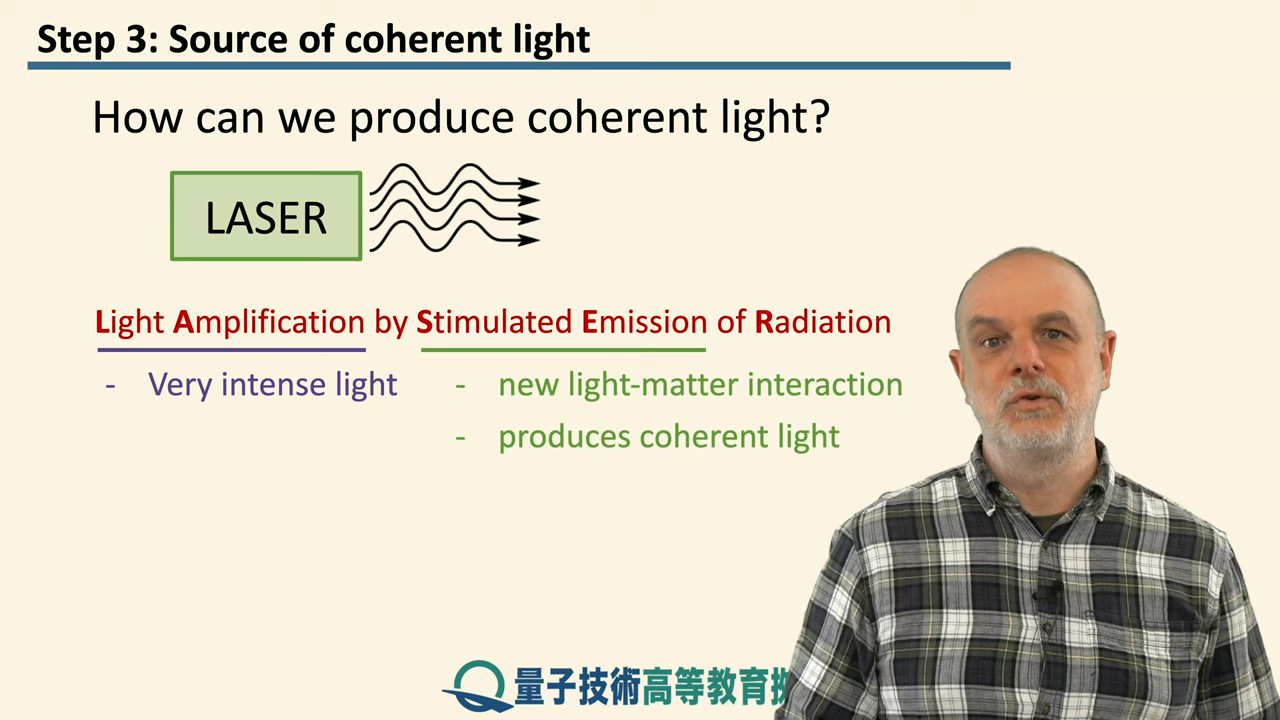 Step 3: Source of coherent light
How can we produce coherent light?
LASER
Light Amplification by Stimulated Emission of Radiation
- Very intense light
- new light-matter interaction
- produces coherent light
量子技術高等教育拠